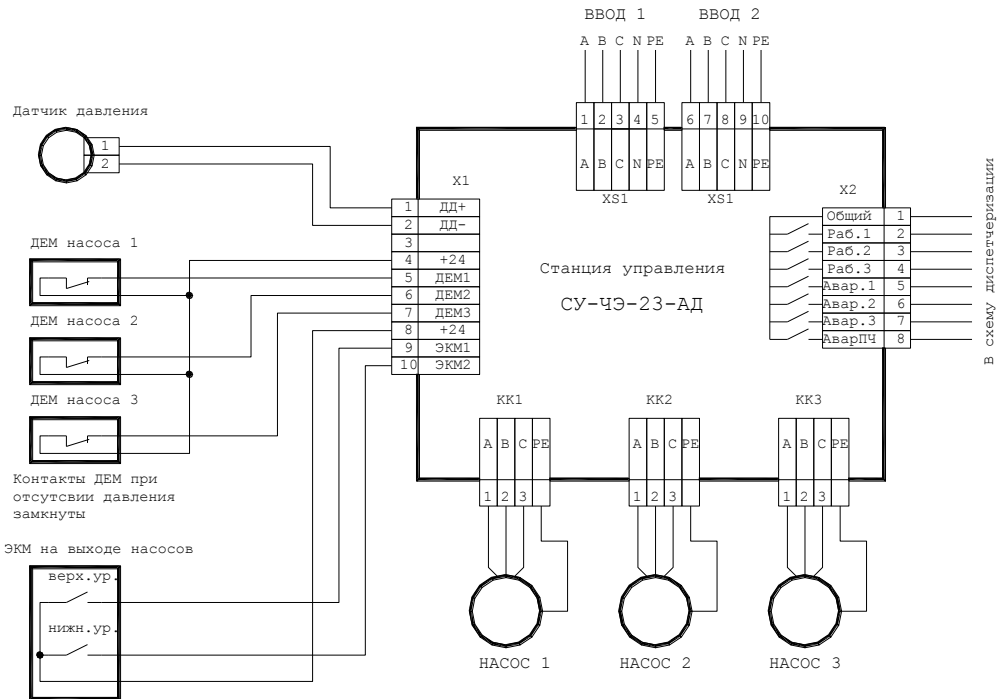 ВВОД 1 ВВОД 2
A B C N PE A B C N PE
1 2 3 4 5 6 7 8 9 10
A B C N PE A B C N PE
XS1 XS1
Датчик давления
1
2
X1
1 ДД+
2 ДД-
3
4 +24
5 ДЕМ1
6 ДЕМ2
7 ДЕМ3
8 +24
9 ЭКМ1
10 ЭКМ2
ДЕМ насоса 1
ДЕМ насоса 2
ДЕМ насоса 3
Контакты ДЕМ при
отсутсвии давления
замкнуты
ЭКМ на выходе насосов
верх.ур.
нижн.ур.
Станция управления
СУ-ЧЭ-23-АД
X2
Общий 1
Раб.1 2
Раб.2 3
Раб.3 4
Авар.1 5
Авар.2 6
Авар.3 7
АварПЧ 8
В схему диспетчеризации
КК1 КК2 КК3
A B C PE A B C PE A B C PE
1 2 3 1 2 3 1 2 3
НАСОС 1 НАСОС 2 НАСОС 3